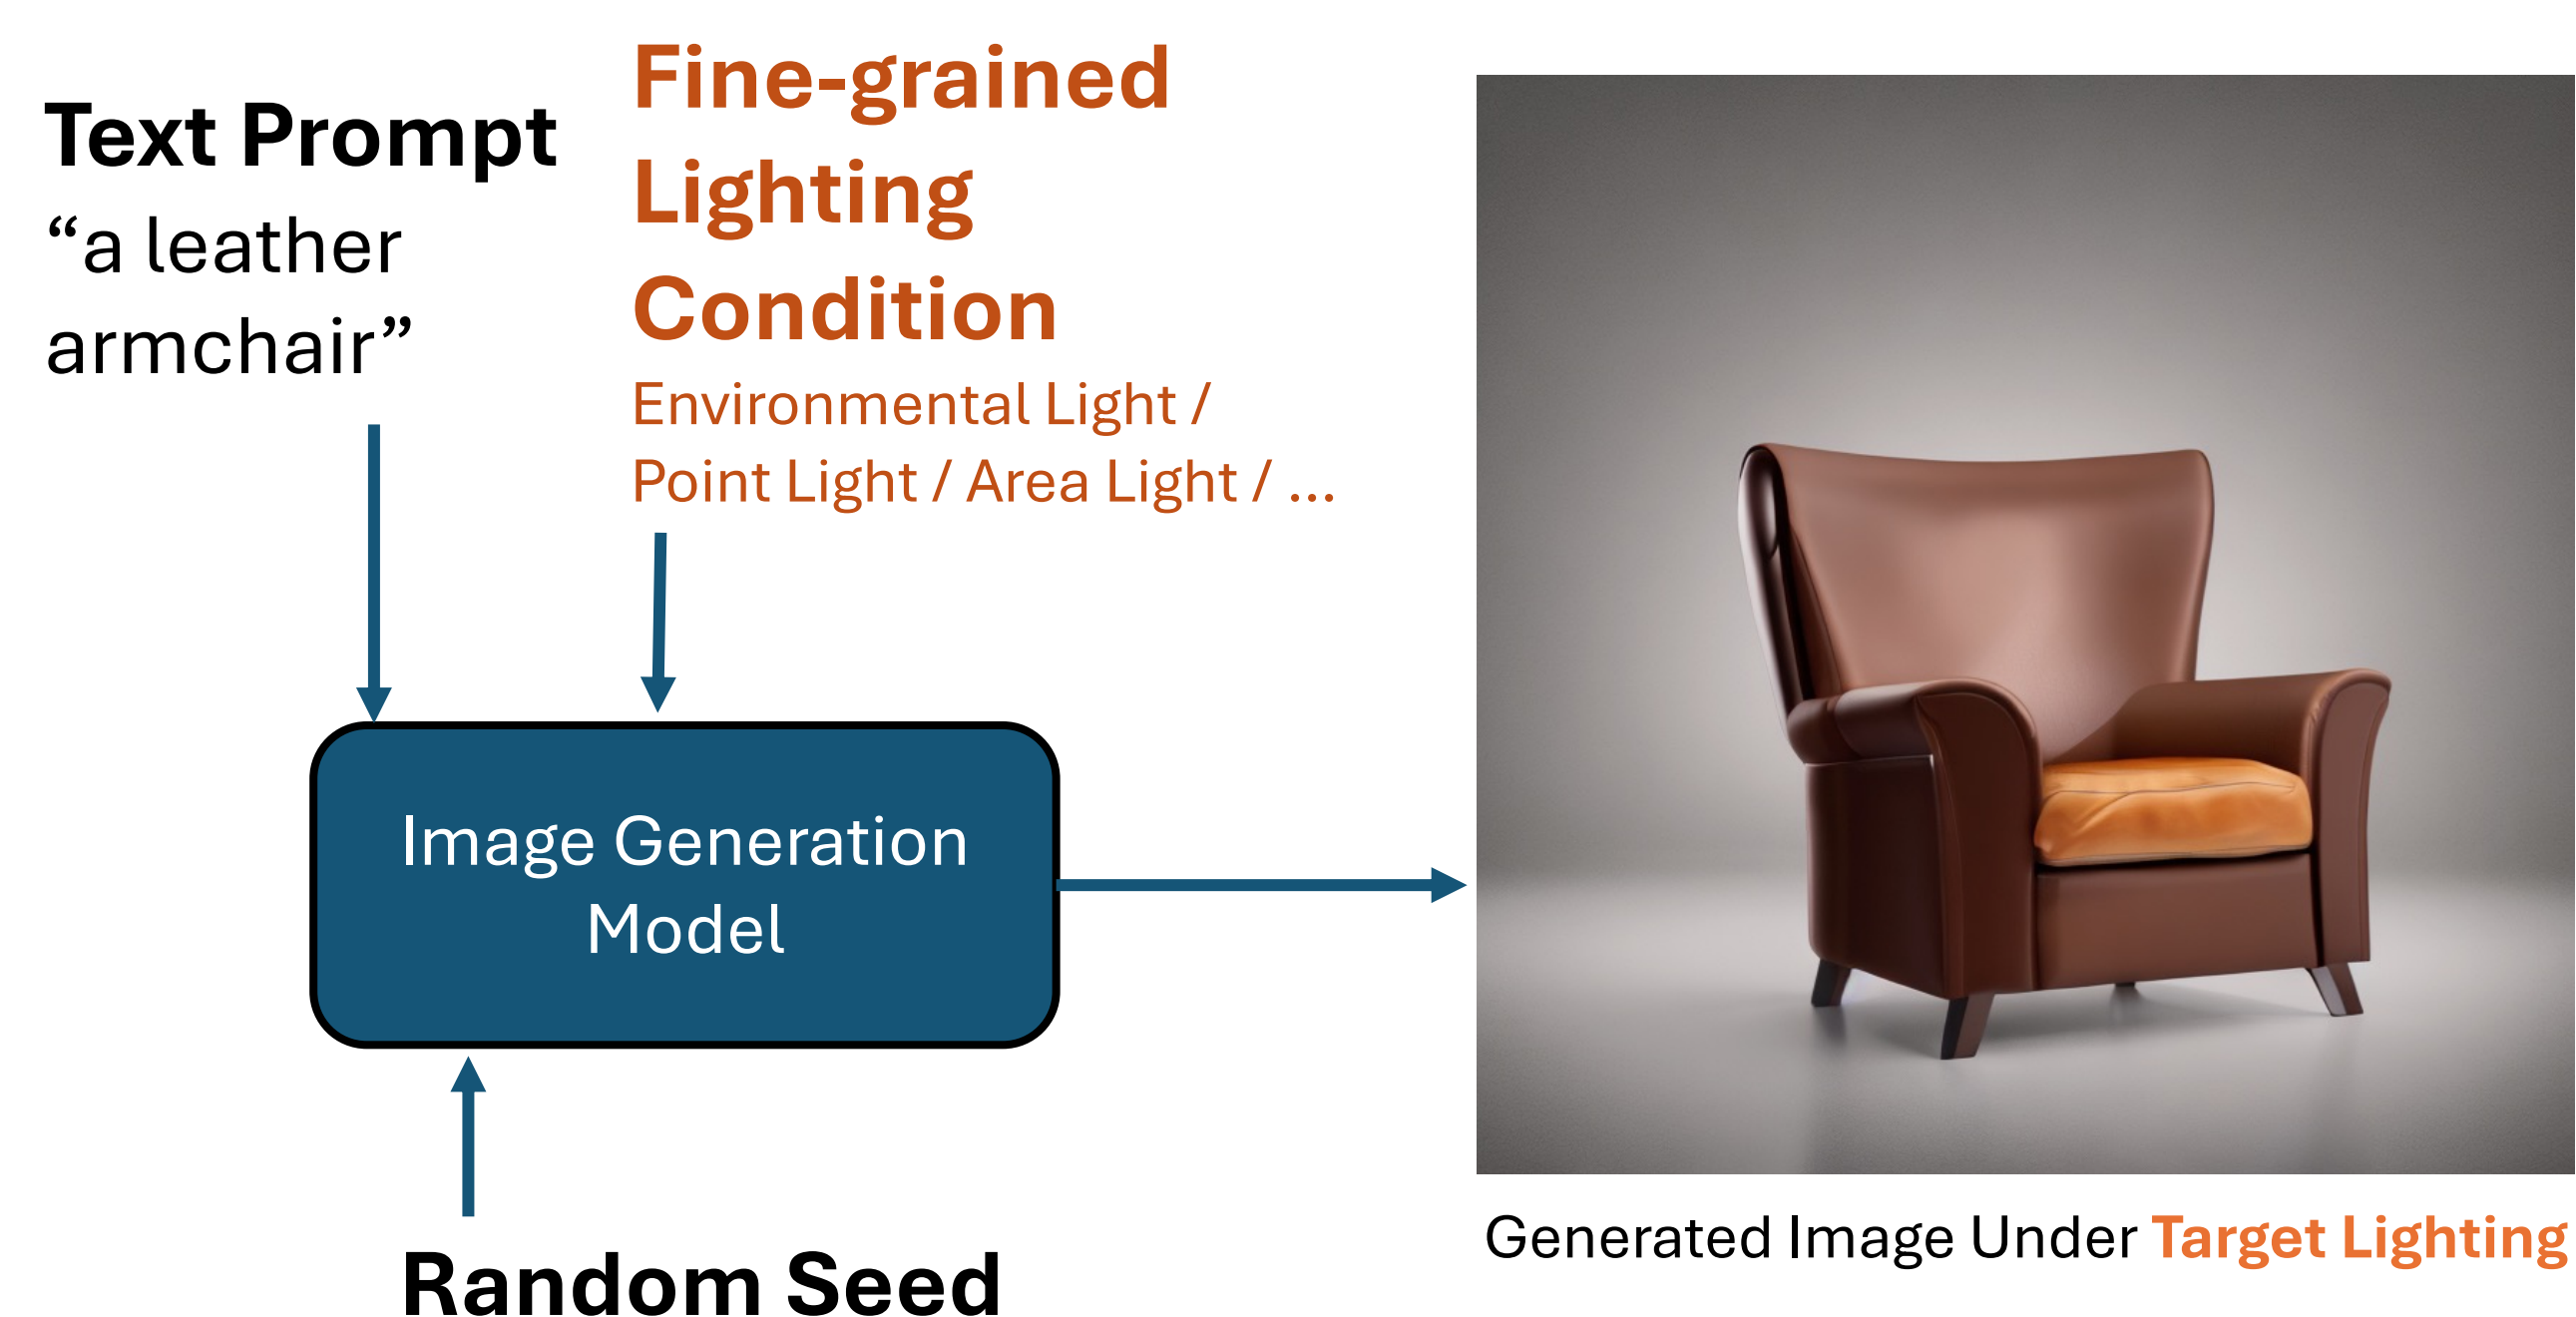 Text Prompt
“a leather
armchair”
Fine-grained
Lighting
Condition
Environmental Light /
Point Light / Area Light / ...
Image Generation
Model
Random Seed
Generated Image Under Target Lighting